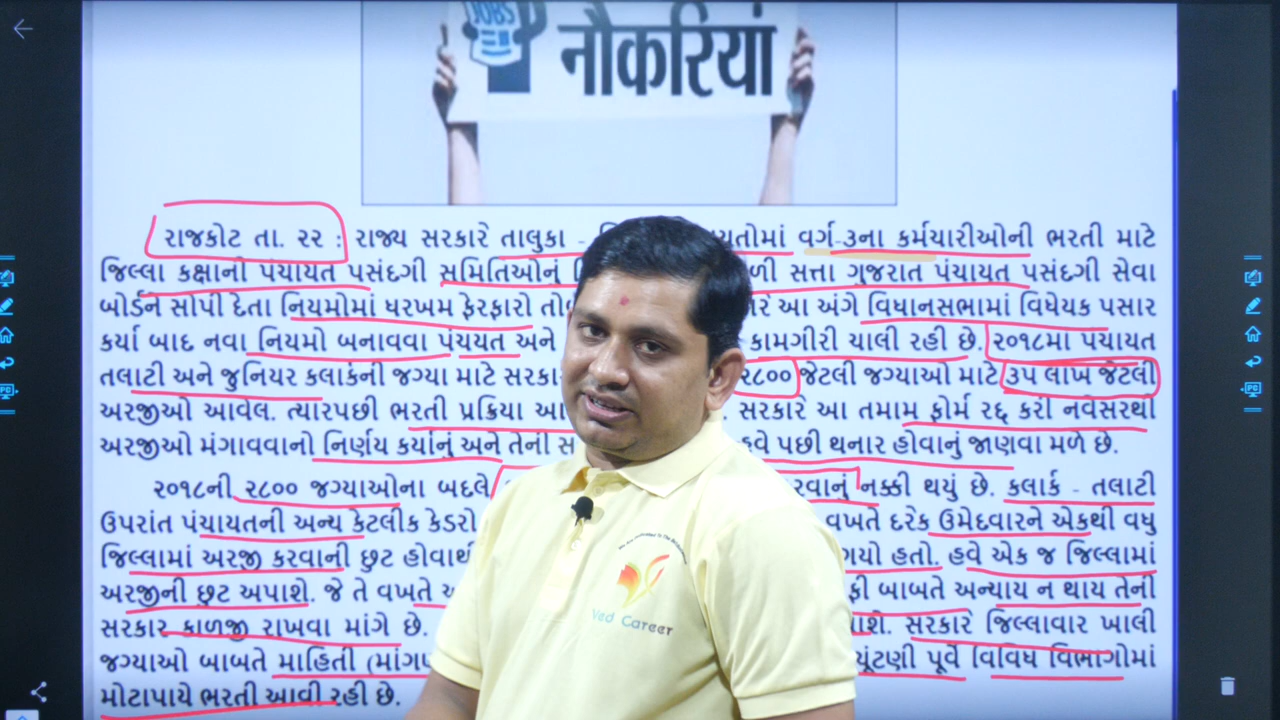 JOBS
नौकरियां
રાજકોટ તા. ૨૨ : રાજ્ય સરકારે તાલુકા - યતોમાં વર્ગ-૩ના કર્મચારીઓની ભરતી માટે
જિલ્લા કક્ષાની પંચાયત પસંદગી સમિતિઓનું સત્તા ગુજરાત પંચાયત પસંદગી સેવા
બોર્ડને સોપી દેતા નિયમોમાં ધરખમ ફેરફારો આ અંગે વિધાનસભામાં વિધેયક પસાર
કર્યા બાદ નવા નિયમો બનાવવા પંચયત અને કામગીરી ચાલી રહી છે. ૨૦૧૮મા પચાયત
તલાટી અને જુનિયર કલાર્કની જગ્યા માટે ૨૮૦૦ જેટલી જગ્યાઓ માટે ૩૫ લાખ જેટલી
અરજીઓ આવેલ. ત્યારપછી ભરતી પ્રક્રિયા સરકારે આ તમામ ફોર્મ રદ્દ કરી નવેસરથી
અરજીઓ મંગાવવાનો નિર્ણય કર્યાનું અને તેની હવે પછી થનાર હોવાનું જાણવા મળે છે.
૨૦૧૮ની ૨૮૦૦ જગ્યાઓના બદલે રવાનું નક્કી થયું છે. કલાર્ક - તલાટી
ઉપરાંત પંચાયતની અન્ય કેટલીક કેડરો વખતે દરેક ઉમેદવારને એકથી વધુ
જિલ્લામાં અરજી કરવાની છુટ હોવાથી ગયો હતો. હવે એક જ જિલ્લામાં
અરજીની છુટ અપાશે. જે તે વખતે ફી બાબતે અન્યાય ન થાય તેની
સરકાર કાળજી રાખવા માંગે છે. સરકારે જિલ્લાવાર ખાલી
જગ્યાઓ બાબતે માહિતી ચૂંટણી પૂર્વે વિવિધ વિભાગોમાં
મોટાપાયે ભરતી આવી રહી છે.
Ved Career